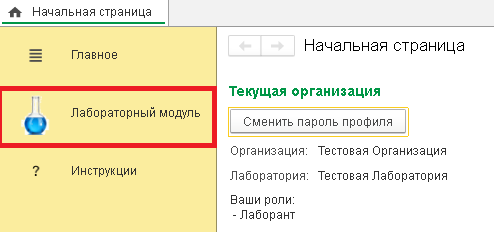 Начальная страница
Главное
Лабораторный модуль
? Инструкции
Начальная страница
Текущая организация
Сменить пароль профиля
Организация: Тестовая Организация
Лаборатория: Тестовая Лаборатория
Ваши роли:
- Лаборант